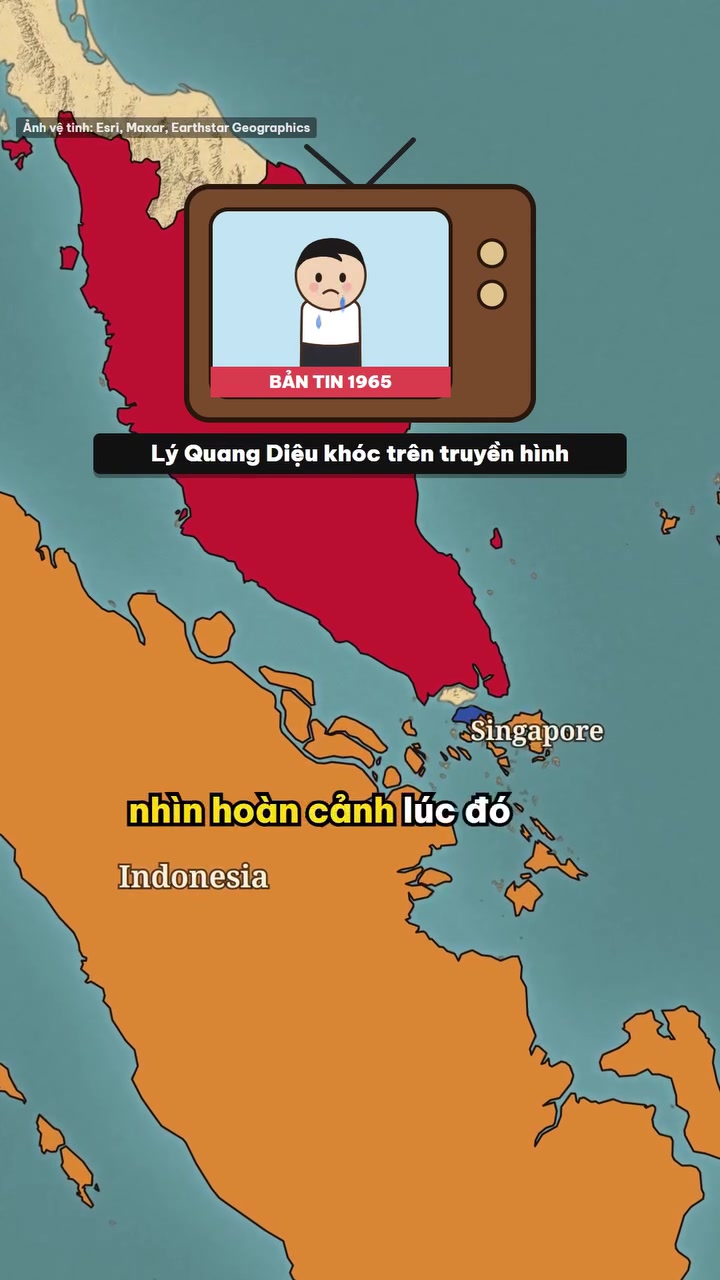 Ảnh vệ tinh: Esri, Maxar, Earthstar Geographics
BẢN TIN 1965
Lý Quang Diệu khóc trên truyền hình
Singapore
nhìn hoàn cảnh lúc đó
Indonesia